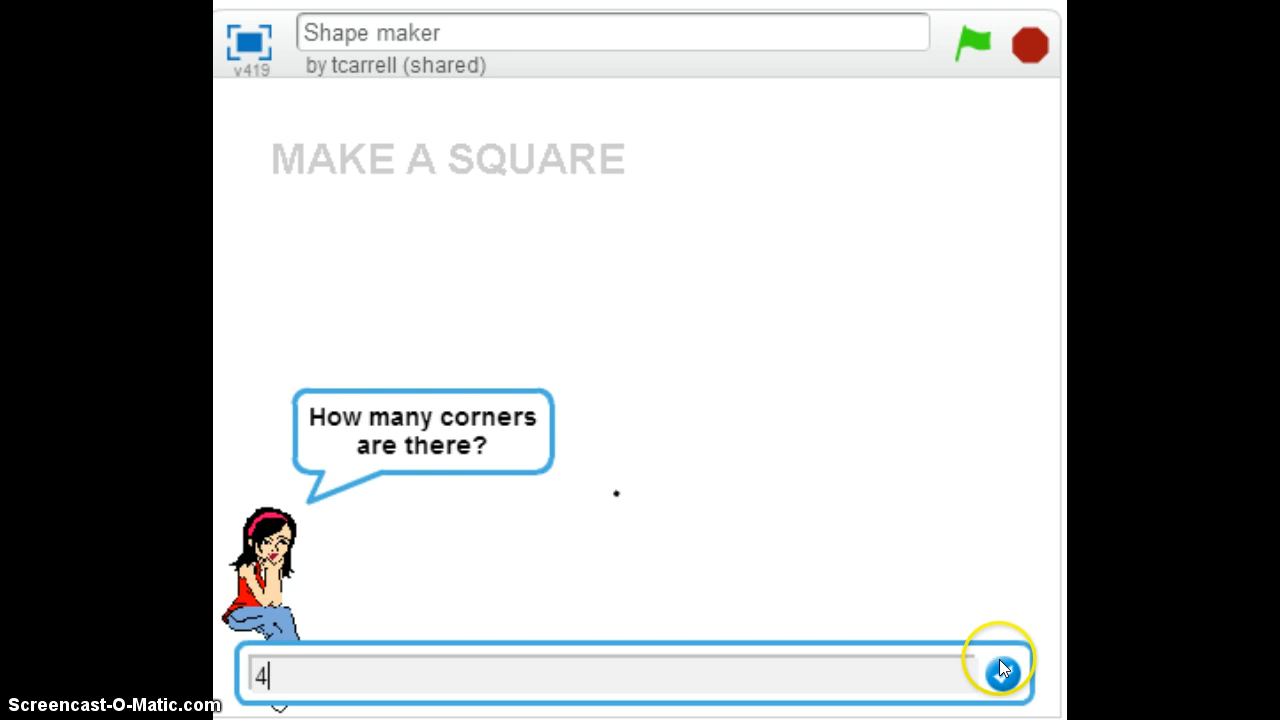 Shape maker
v419
by tcarrell (shared)
MAKE A SQUARE
How many corners
are there?
4
Screencast-O-Matic.com